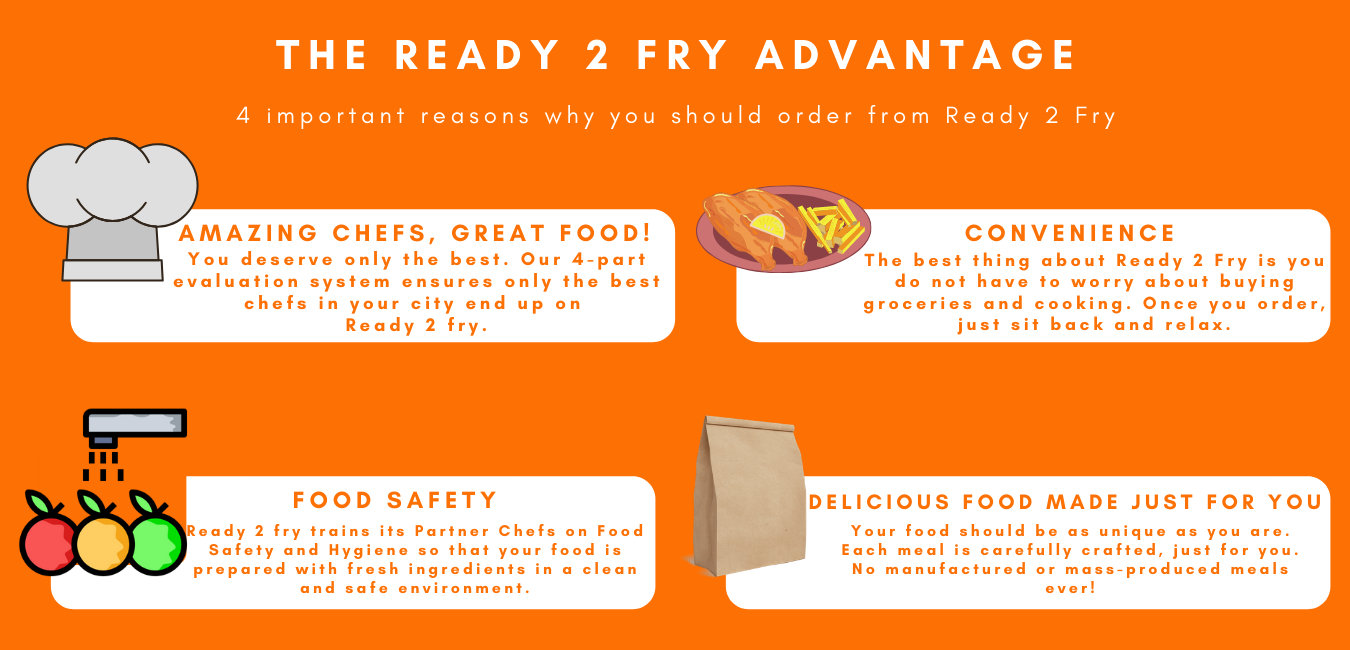 THE READY 2 FRY ADVANTAGE
4 important reasons why you should order from Ready 2 Fry
AMAZING CHEFS, GREAT FOOD!
You deserve only the best. Our 4-part
evaluation system ensures only the best
chefs in your city end up on
Ready 2 fry.
CONVENIENCE
The best thing about Ready 2 Fry is you
do not have to worry about buying
groceries and cooking. Once you order,
just sit back and relax.
FOOD SAFETY
Ready 2 fry trains its Partner Chefs on Food
Safety and Hygiene so that your food is
prepared with fresh ingredients in a clean
and safe environment.
DELICIOUS FOOD MADE JUST FOR YOU
Your food should be as unique as you are.
Each meal is carefully crafted, just for you.
No manufactured or mass-produced meals
ever!